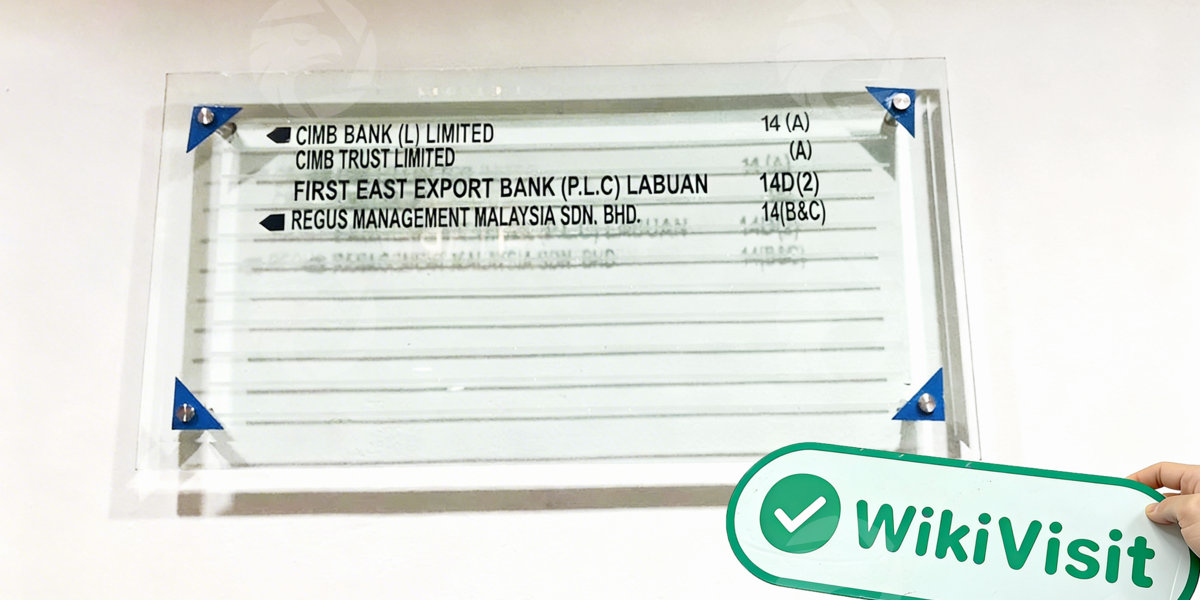 CIMB BANK (L) LIMITED 14 (A)
CIMB TRUST LIMITED (A)
FIRST EAST EXPORT BANK (P.L.C) LABUAN 14D(2)
REGUS MANAGEMENT MALAYSIA SDN. BHD. 14(B&C)
WikiVisit